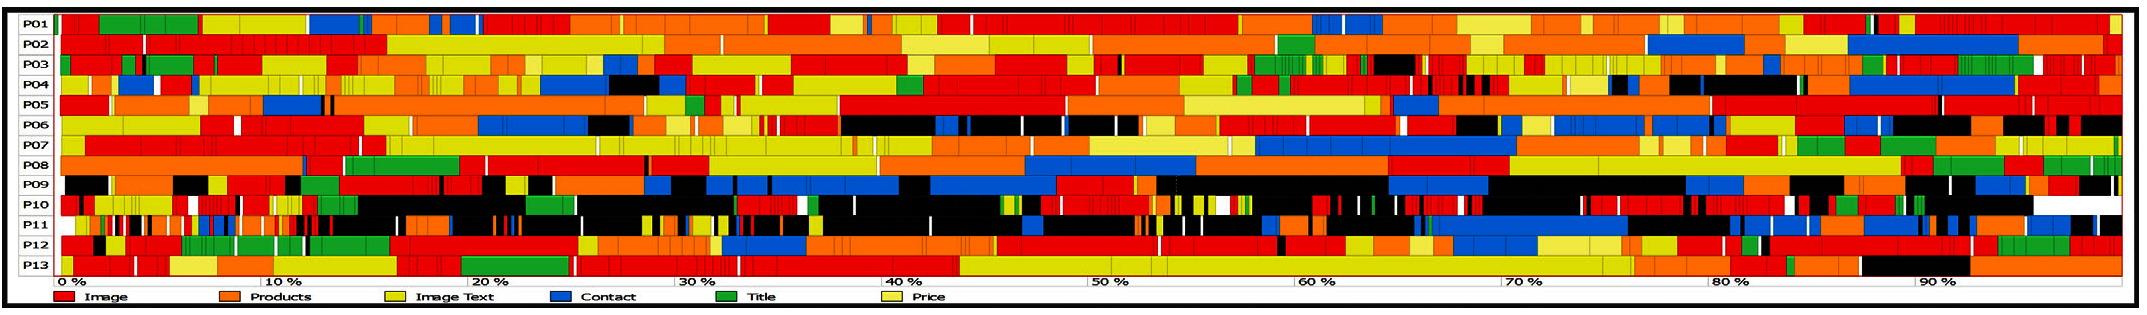 P01
P02
P03
P04
P05
P06
P07
P08
P09
P10
P11
P12
P13
0 % 10 % 20 % 30 % 40 % 50 % 60 % 70 % 80 % 90 %
Image Products Image Text Contact Title Price